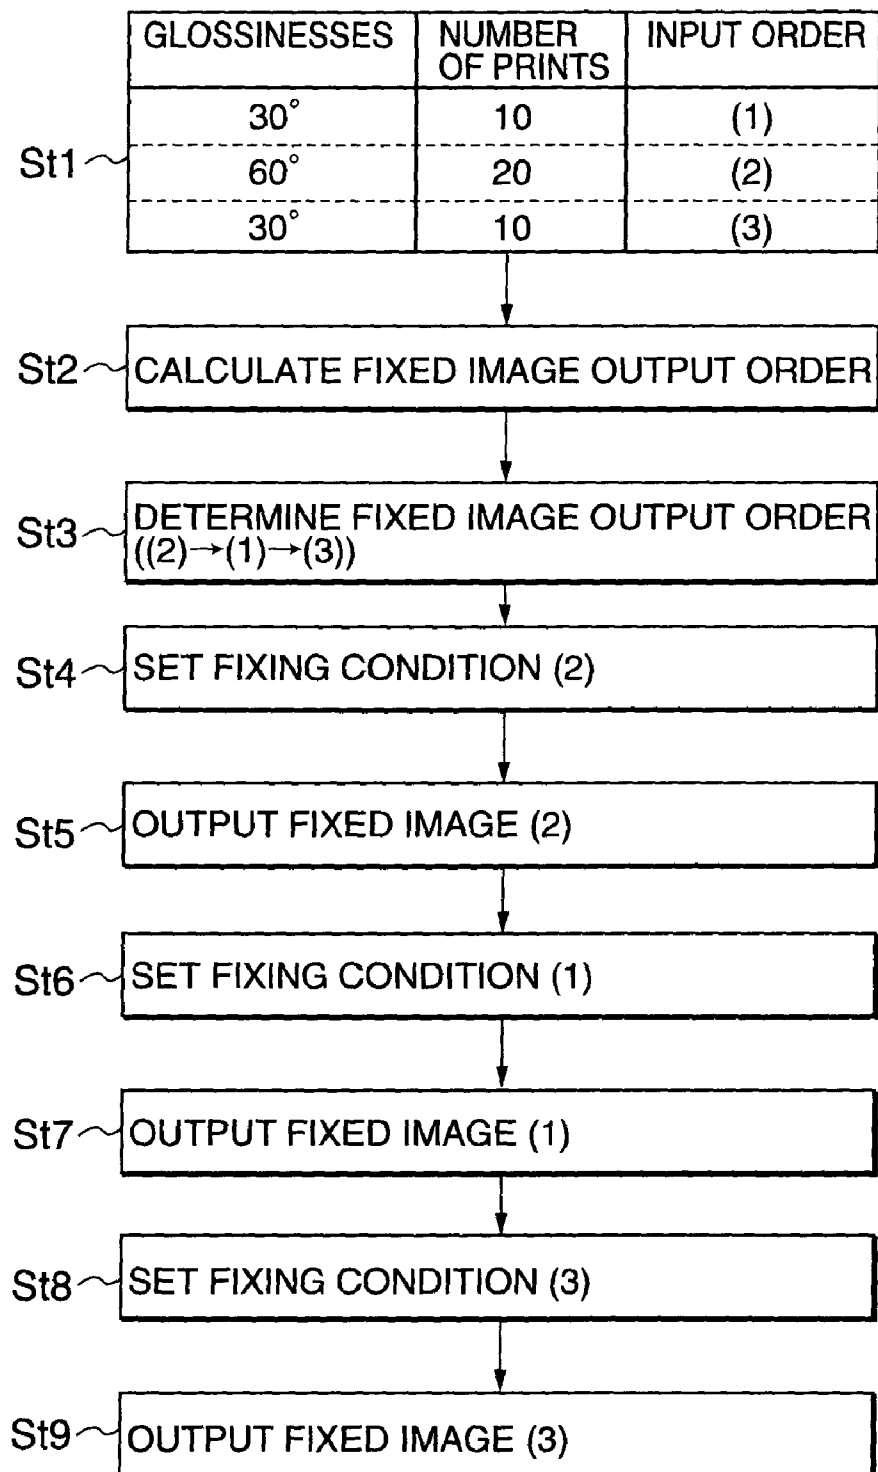 GLOSSINESSES NUMBER OF PRINTS INPUT ORDER
30° 10 (1)
St1 60° 20 (2)
30° 10 (3)
St2 CALCULATE FIXED IMAGE OUTPUT ORDER
St3 DETERMINE FIXED IMAGE OUTPUT ORDER
((2)→(1)→(3))
St4 SET FIXING CONDITION (2)
St5 OUTPUT FIXED IMAGE (2)
St6 SET FIXING CONDITION (1)
St7 OUTPUT FIXED IMAGE (1)
St8 SET FIXING CONDITION (3)
St9 OUTPUT FIXED IMAGE (3)